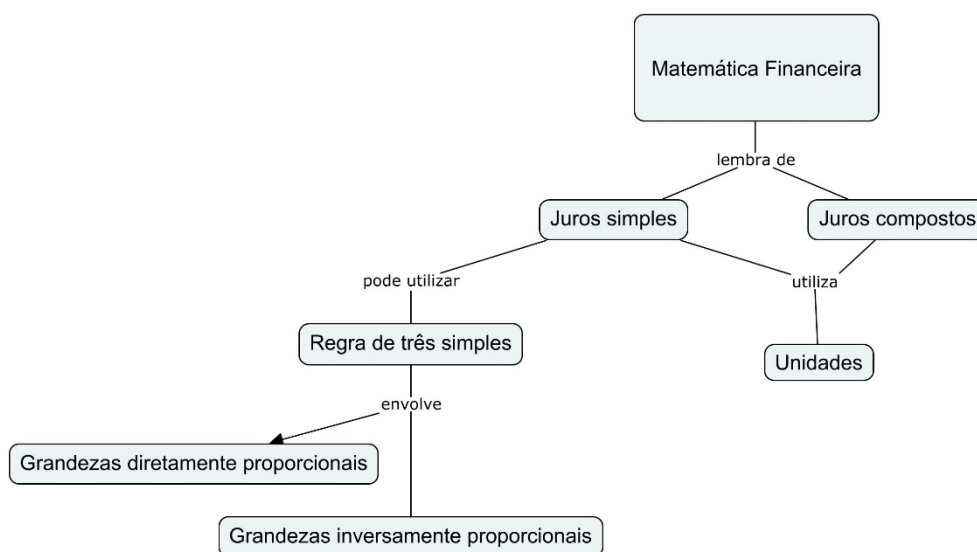 Matemática Financeira
lembra de
Juros simples
Juros compostos
pode utilizar
utiliza
Regra de três simples
Unidades
envolve
Grandezas diretamente proporcionais
Grandezas inversamente proporcionais